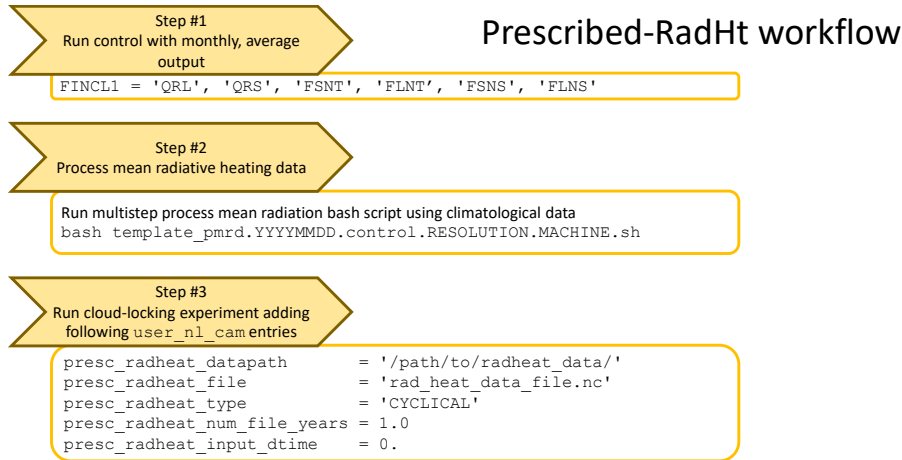 Prescribed-RadHt workflow
Step #1
Run control with monthly, average
output
FINCL1 = 'QRL', 'QRS', 'FSNT', 'FLNT’, 'FSNS', 'FLNS'
Step #2
Process mean radiative heating data
Run multistep process mean radiation bash script using climatological data
bash template_pmrd.YYYYMMDD.control.RESOLUTION.MACHINE.sh
Step #3
Run cloud-locking experiment adding
following user_nl_cam entries
presc_radheat_datapath = '/path/to/radheat_data/'
presc_radheat_file = 'rad_heat_data_file.nc'
presc_radheat_type = 'CYCLICAL'
presc_radheat_num_file_years = 1.0
presc_radheat_input_dtime = 0.